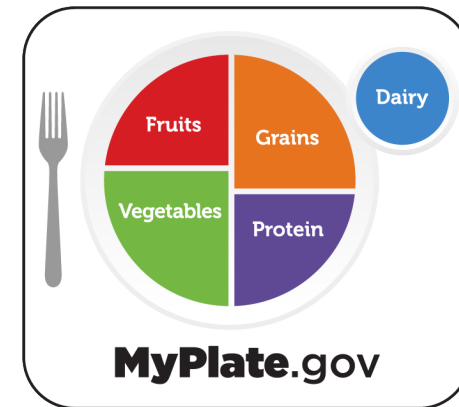 Fruits
Grains
Dairy
Vegetables
Protein
MyPlate.gov